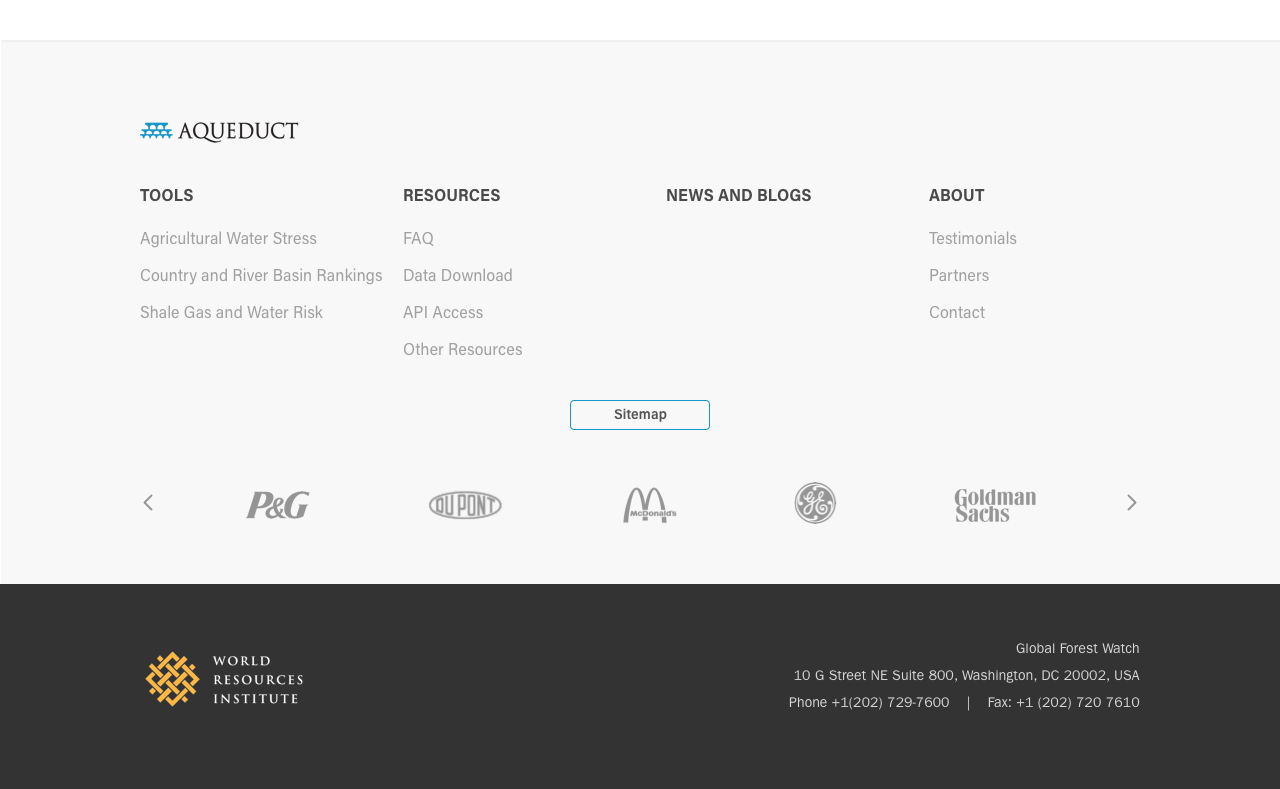 AQUEDUCT
TOOLS
Agricultural Water Stress
Country and River Basin Rankings
Shale Gas and Water Risk
RESOURCES
FAQ
Data Download
API Access
Other Resources
NEWS AND BLOGS
ABOUT
Testimonials
Partners
Contact
Sitemap
P&G
DU PONT
McDonald's
GE
Goldman
Sachs
WORLD
RESOURCES
INSTITUTE
Global Forest Watch
10 G Street NE Suite 800, Washington, DC 20002, USA
Phone +1(202) 729-7600 | Fax: +1 (202) 720 7610